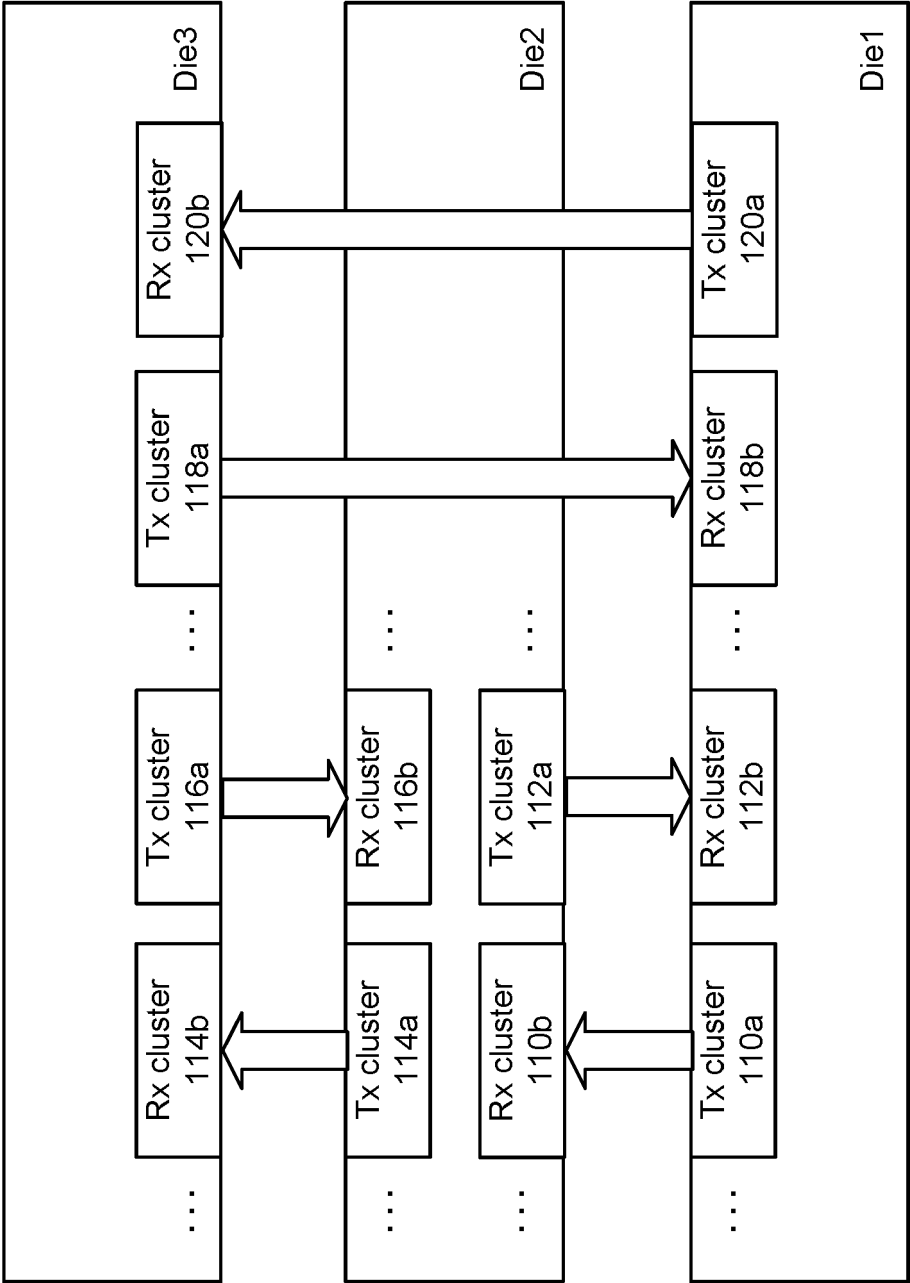 ...
Rx cluster
114b
Tx cluster
116a
...
Tx cluster
118a
Rx cluster
120b
Die3
...
Tx cluster
114a
Rx cluster
116b
...
...
Rx cluster
110b
Tx cluster
112a
...
Die2
...
Tx cluster
110a
Rx cluster
112b
...
Rx cluster
118b
Tx cluster
120a
Die1